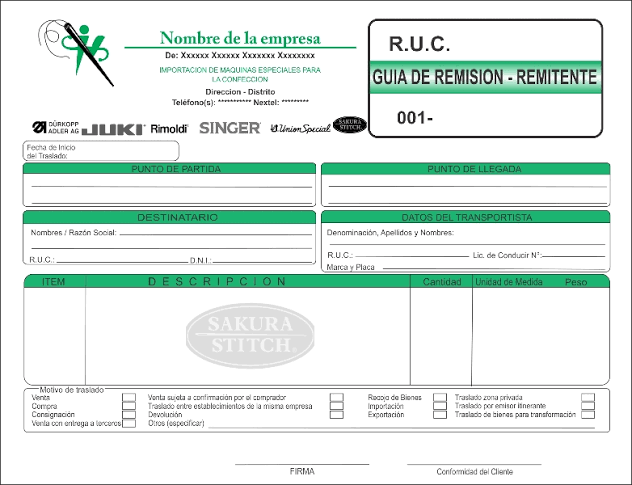 Nombre de la empresa
De: Xxxxxx Xxxxxx Xxxxxxx Xxxxxxxx
IMPORTACION DE MAQUINAS ESPECIALES PARA
LA CONFECCION
Direccion - Distrito
Teléfono(s): *********** Nextel: *********
R.U.C.
GUIA DE REMISION - REMITENTE
001-
DÜRKOPP
ADLER AG
JUKI
Rimoldi
SINGER
Union Special
SAKURA
STITCH
Fecha de Inicio
del Traslado:
PUNTO DE PARTIDA
PUNTO DE LLEGADA
DESTINATARIO
Nombres / Razón Social:
R.U.C.: D.N.I.:
DATOS DEL TRANSPORTISTA
Denominación, Apellidos y Nombres:
R.U.C.: Lic. de Conducir N°:
Marca y Placa
ITEM DESCRIPCION Cantidad Unidad de Medida Peso
SAKURA
STITCH®
Motivo de traslado
Venta Venta sujeta a confirmación por el comprador Recojo de Bienes Traslado zona privada
Compra Traslado entre establecimientos de la misma empresa Importación Traslado por emisor itinerante
Consignación Devolución Exportación Traslado de bienes para transformación
Venta con entrega a terceros Otros (especificar)
FIRMA Conformidad del Cliente